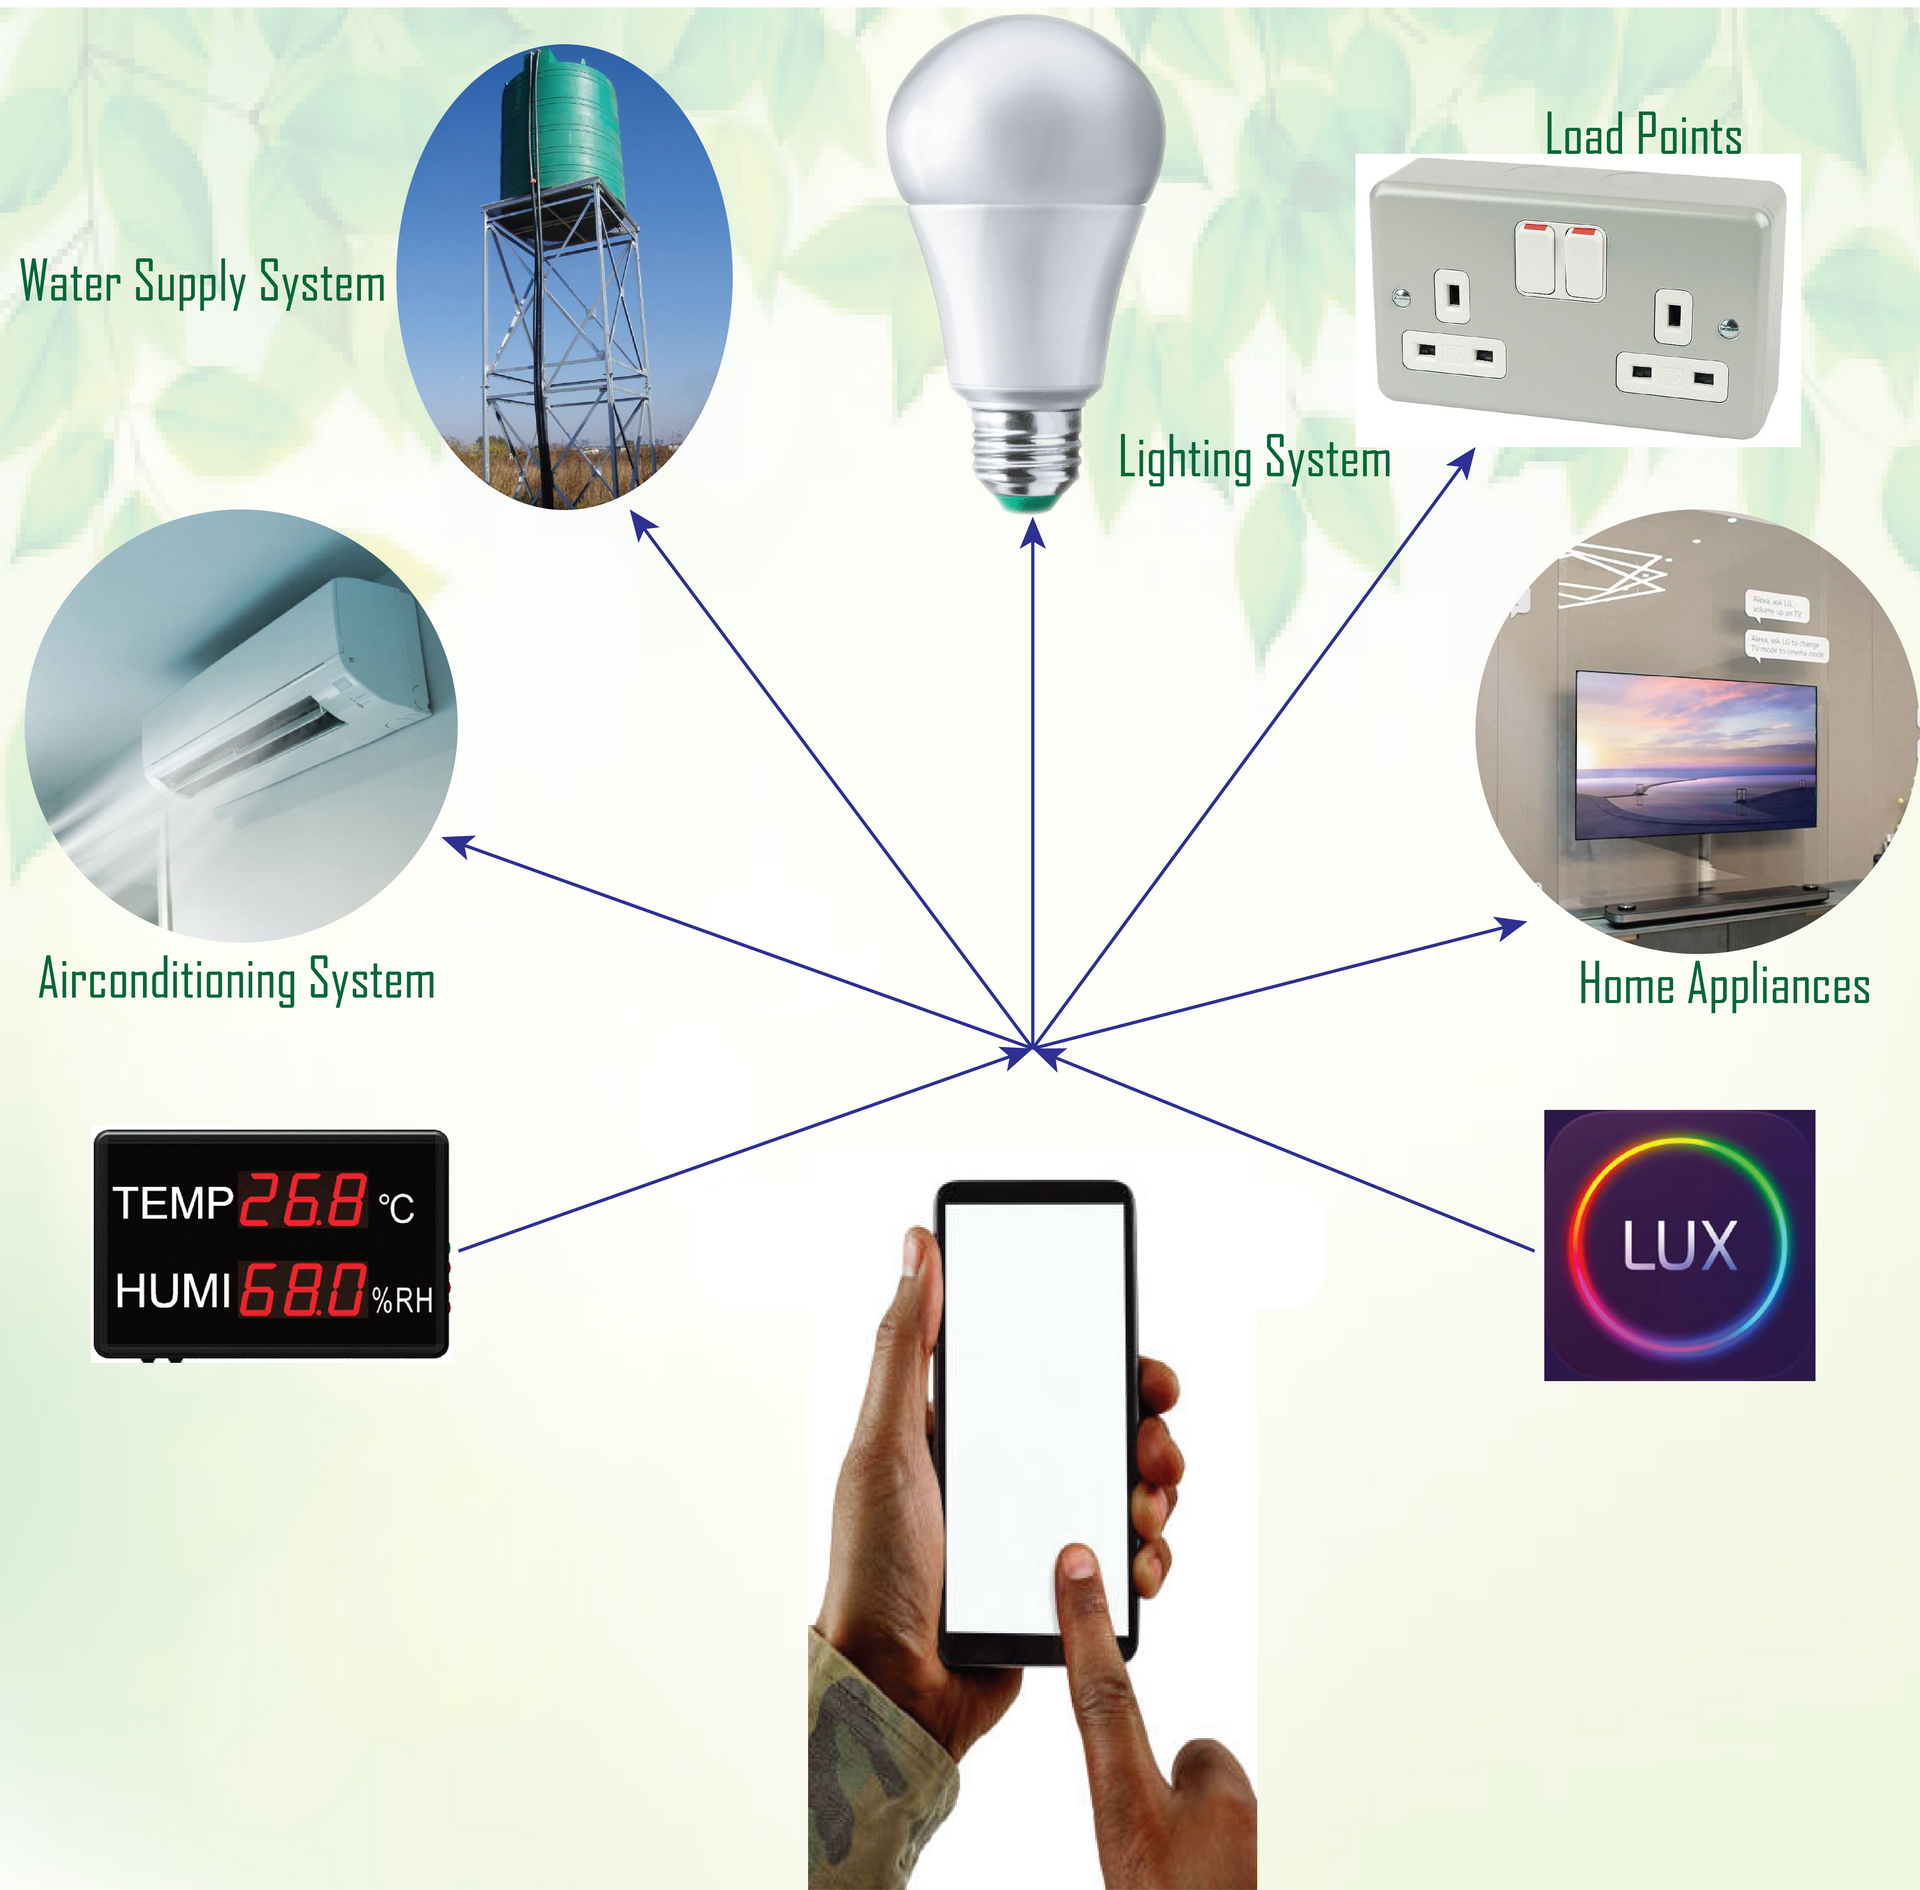 Load Points
Water Supply System
Lighting System
Alexa, ask LG,
volume up on TV
Alexa, ask LG to change
TV mode to cinema mode
Airconditioning System
Home Appliances
TEMP 26.8 °C
HUMI 68.0 %RH
LUX